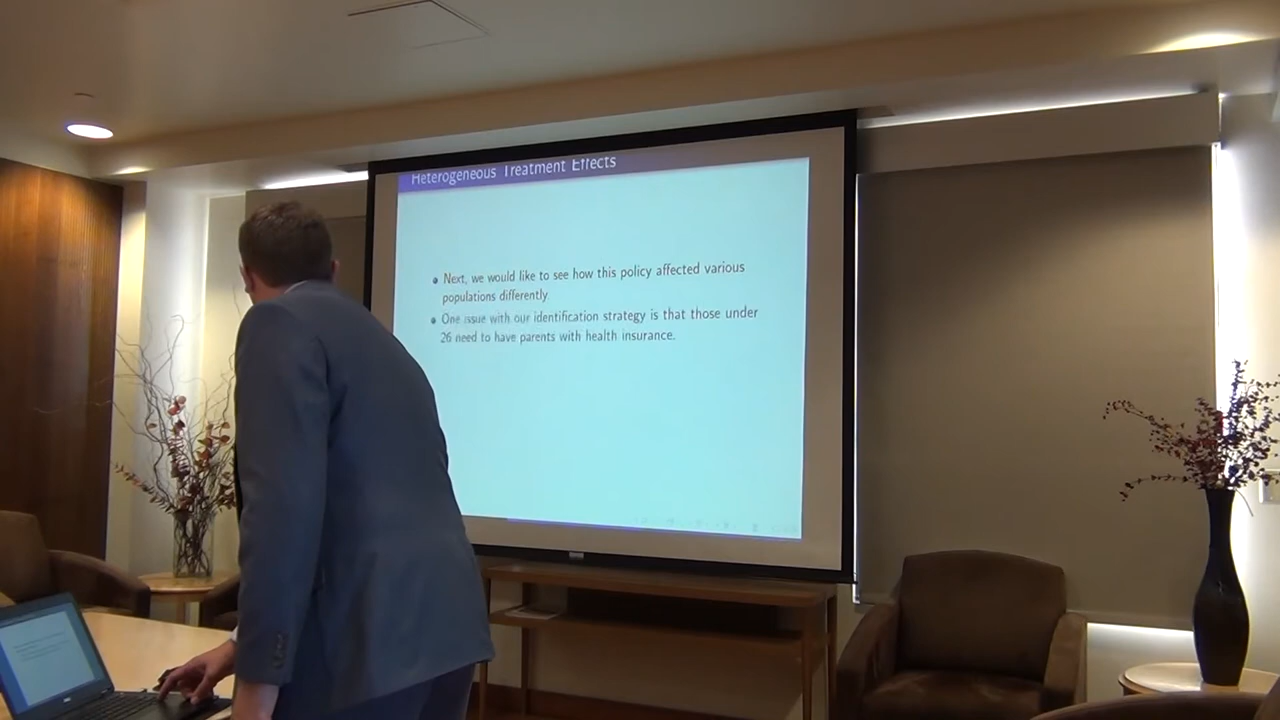 Heterogeneous Treatment Effects
Next, we would like to see how this policy affected various
populations differently
One issue with our identification strategy is that those under
26 need to have parents with health insurance.